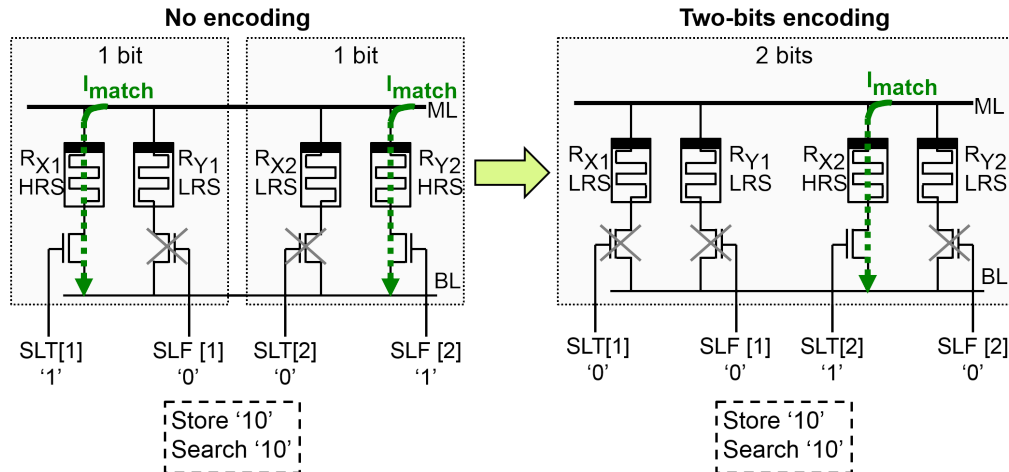 No encoding
Two-bits encoding
1 bit
1 bit
2 bits
Imatch
Imatch
Imatch
ML
ML
RX1
HRS
RY1
LRS
RX2
LRS
RY2
HRS
RX1
LRS
RY1
LRS
RX2
HRS
RY2
LRS
BL
BL
SLT[1]
SLF [1]
SLT[2]
SLF [2]
SLT[1]
SLF [1]
SLT[2]
SLF [2]
‘1’
‘0’
‘0’
‘1’
‘0’
‘0’
‘1’
‘0’
Store ‘10’
Search ‘10’
Store ‘10’
Search ‘10’